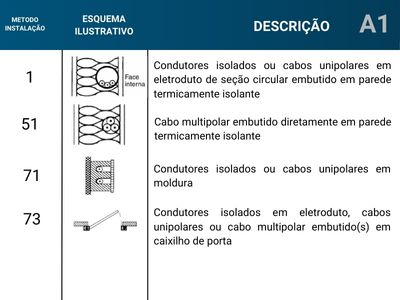 METODO
INSTALAÇÃO
ESQUEMA
ILUSTRATIVO
DESCRIÇÃO
A1
1
Face
interna
Condutores isolados ou cabos unipolares em
eletroduto de seção circular embutido em parede
termicamente isolante
51
Cabo multipolar embutido diretamente em parede
termicamente isolante
71
Condutores isolados ou cabos unipolares em
moldura
73
Condutores isolados em eletroduto, cabos
unipolares ou cabo multipolar embutido(s) em
caixilho de porta